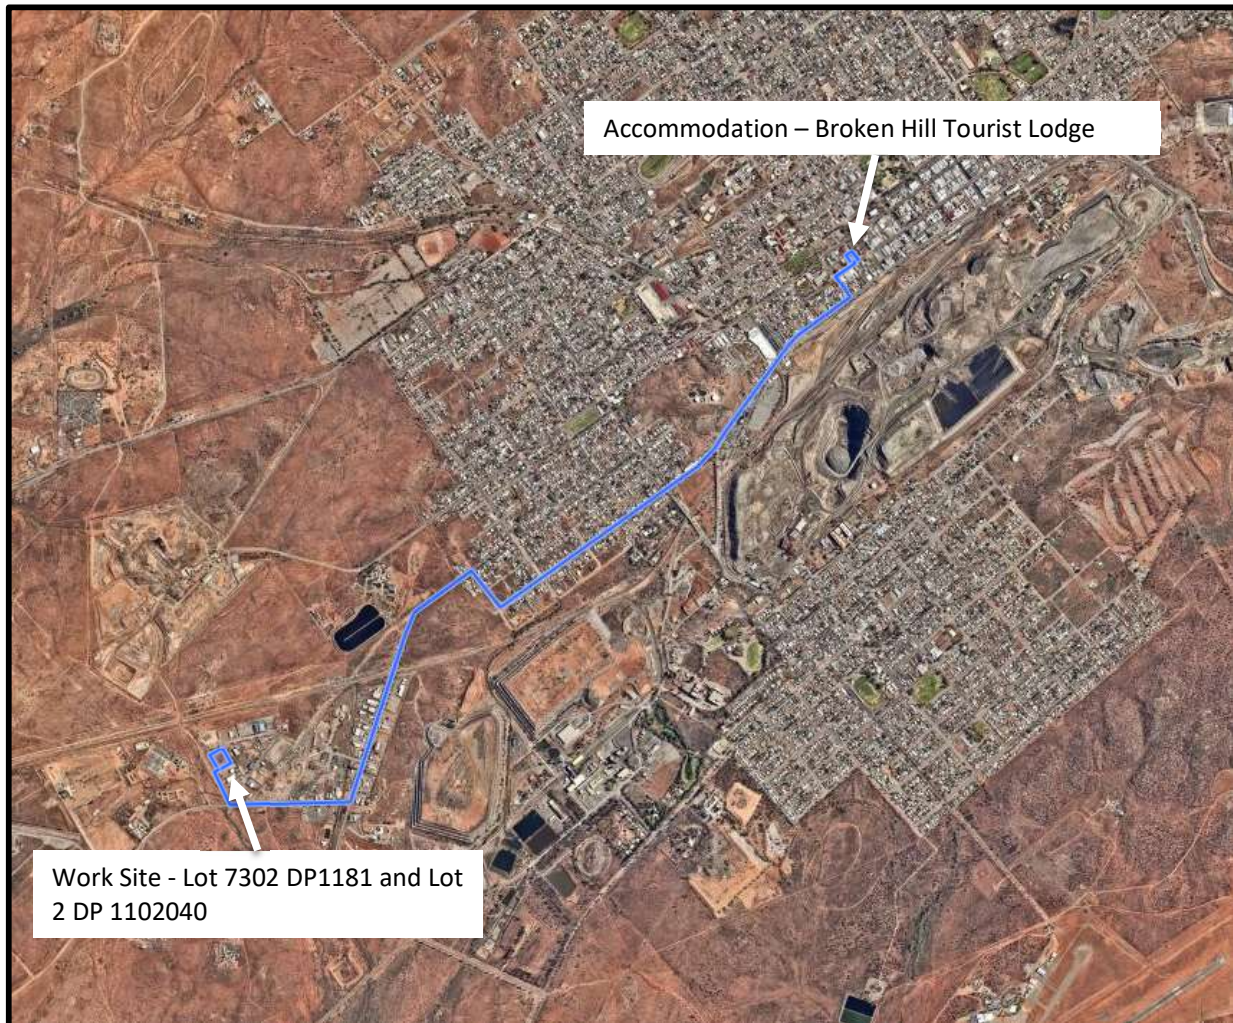 Accommodation – Broken Hill Tourist Lodge
Work Site - Lot 7302 DP1181 and Lot
2 DP 1102040